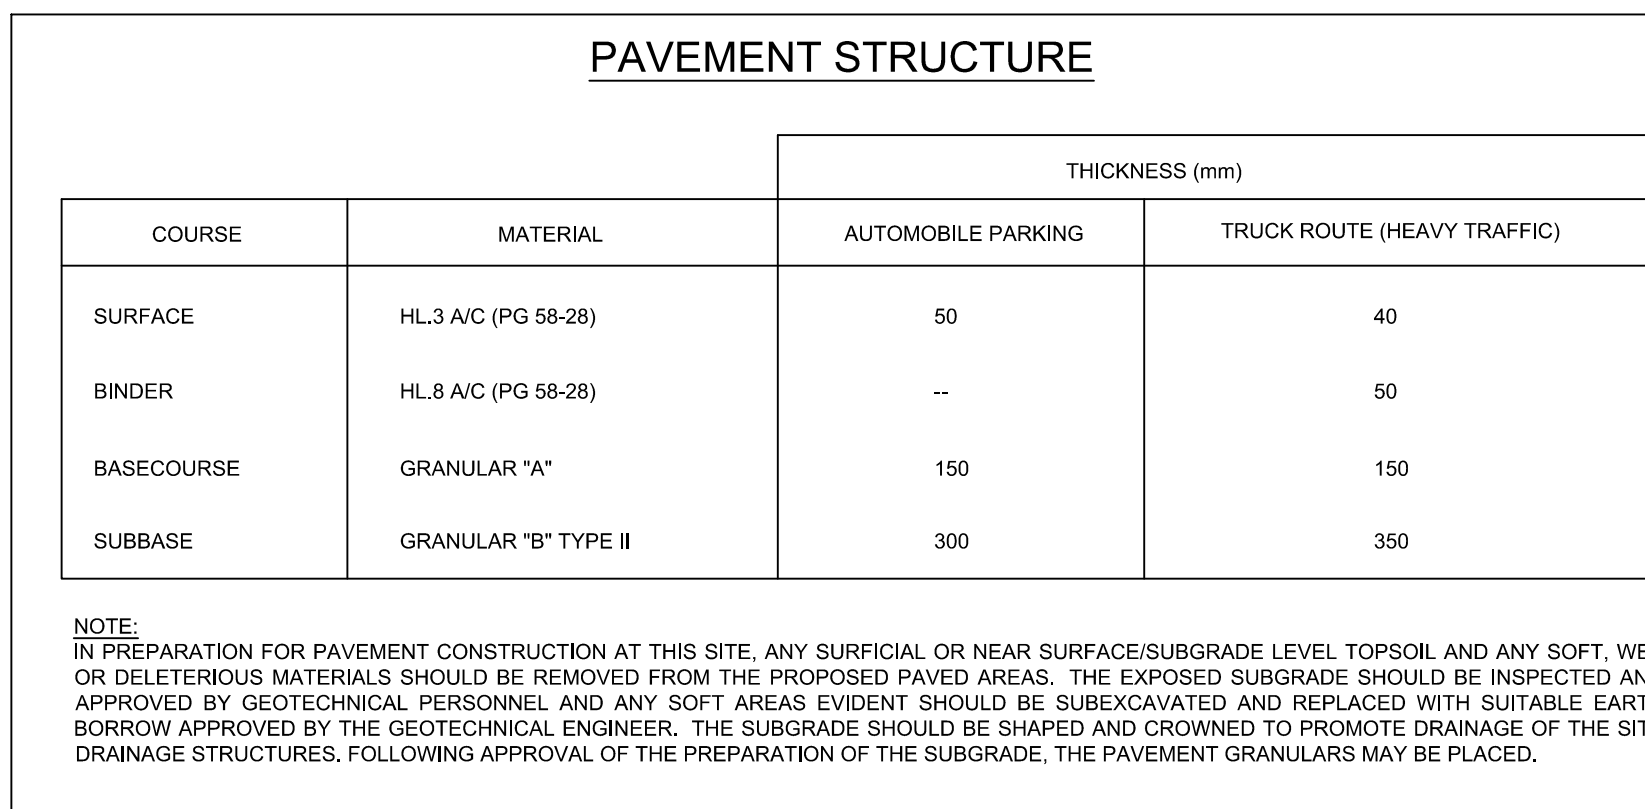 PAVEMENT STRUCTURE
THICKNESS (mm)
COURSE MATERIAL AUTOMOBILE PARKING TRUCK ROUTE (HEAVY TRAFFIC)
SURFACE HL.3 A/C (PG 58-28) 50 40
BINDER HL.8 A/C (PG 58-28) -- 50
BASECOURSE GRANULAR "A" 150 150
SUBBASE GRANULAR "B" TYPE II 300 350
NOTE:
IN PREPARATION FOR PAVEMENT CONSTRUCTION AT THIS SITE, ANY SURFICIAL OR NEAR SURFACE/SUBGRADE LEVEL TOPSOIL AND ANY SOFT,
OR DELETERIOUS MATERIALS SHOULD BE REMOVED FROM THE PROPOSED PAVED AREAS. THE EXPOSED SUBGRADE SHOULD BE INSPECTED
APPROVED BY GEOTECHNICAL PERSONNEL AND ANY SOFT AREAS EVIDENT SHOULD BE SUBEXCAVATED AND REPLACED WITH SUITABLE
BORROW APPROVED BY THE GEOTECHNICAL ENGINEER. THE SUBGRADE SHOULD BE SHAPED AND CROWNED TO PROMOTE DRAINAGE OF THE
DRAINAGE STRUCTURES. FOLLOWING APPROVAL OF THE PREPARATION OF THE SUBGRADE, THE PAVEMENT GRANULARS MAY BE PLACED.